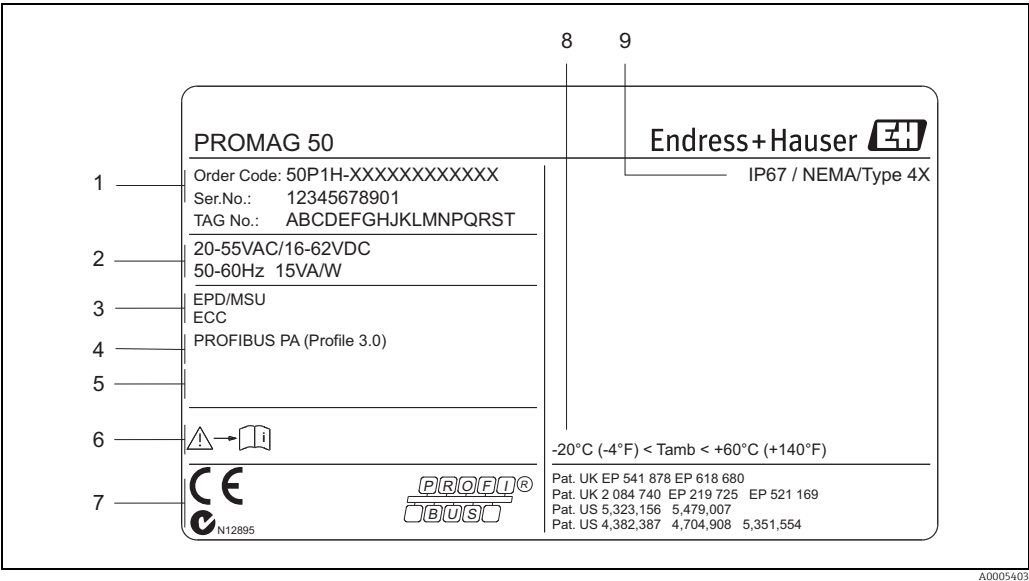 8 9
PROMAG 50
Endress+Hauser EH
1
Order Code: 50P1H-XXXXXXXXXXXX
Ser.No.: 12345678901
TAG No.: ABCDEFGHJKLMNPQRST
IP67 / NEMA/Type 4X
2
20-55VAC/16-62VDC
50-60Hz 15VA/W
3
EPD/MSU
ECC
4
PROFIBUS PA (Profile 3.0)
5
6
i
-20°C (-4°F) < Tamb < +60°C (+140°F)
7
CE
N12895
PROFI®
BUS
Pat. UK EP 541 878 EP 618 680
Pat. UK 2 084 740 EP 219 725 EP 521 169
Pat. US 5,323,156 5,479,007
Pat. US 4,382,387 4,704,908 5,351,554
A0005403